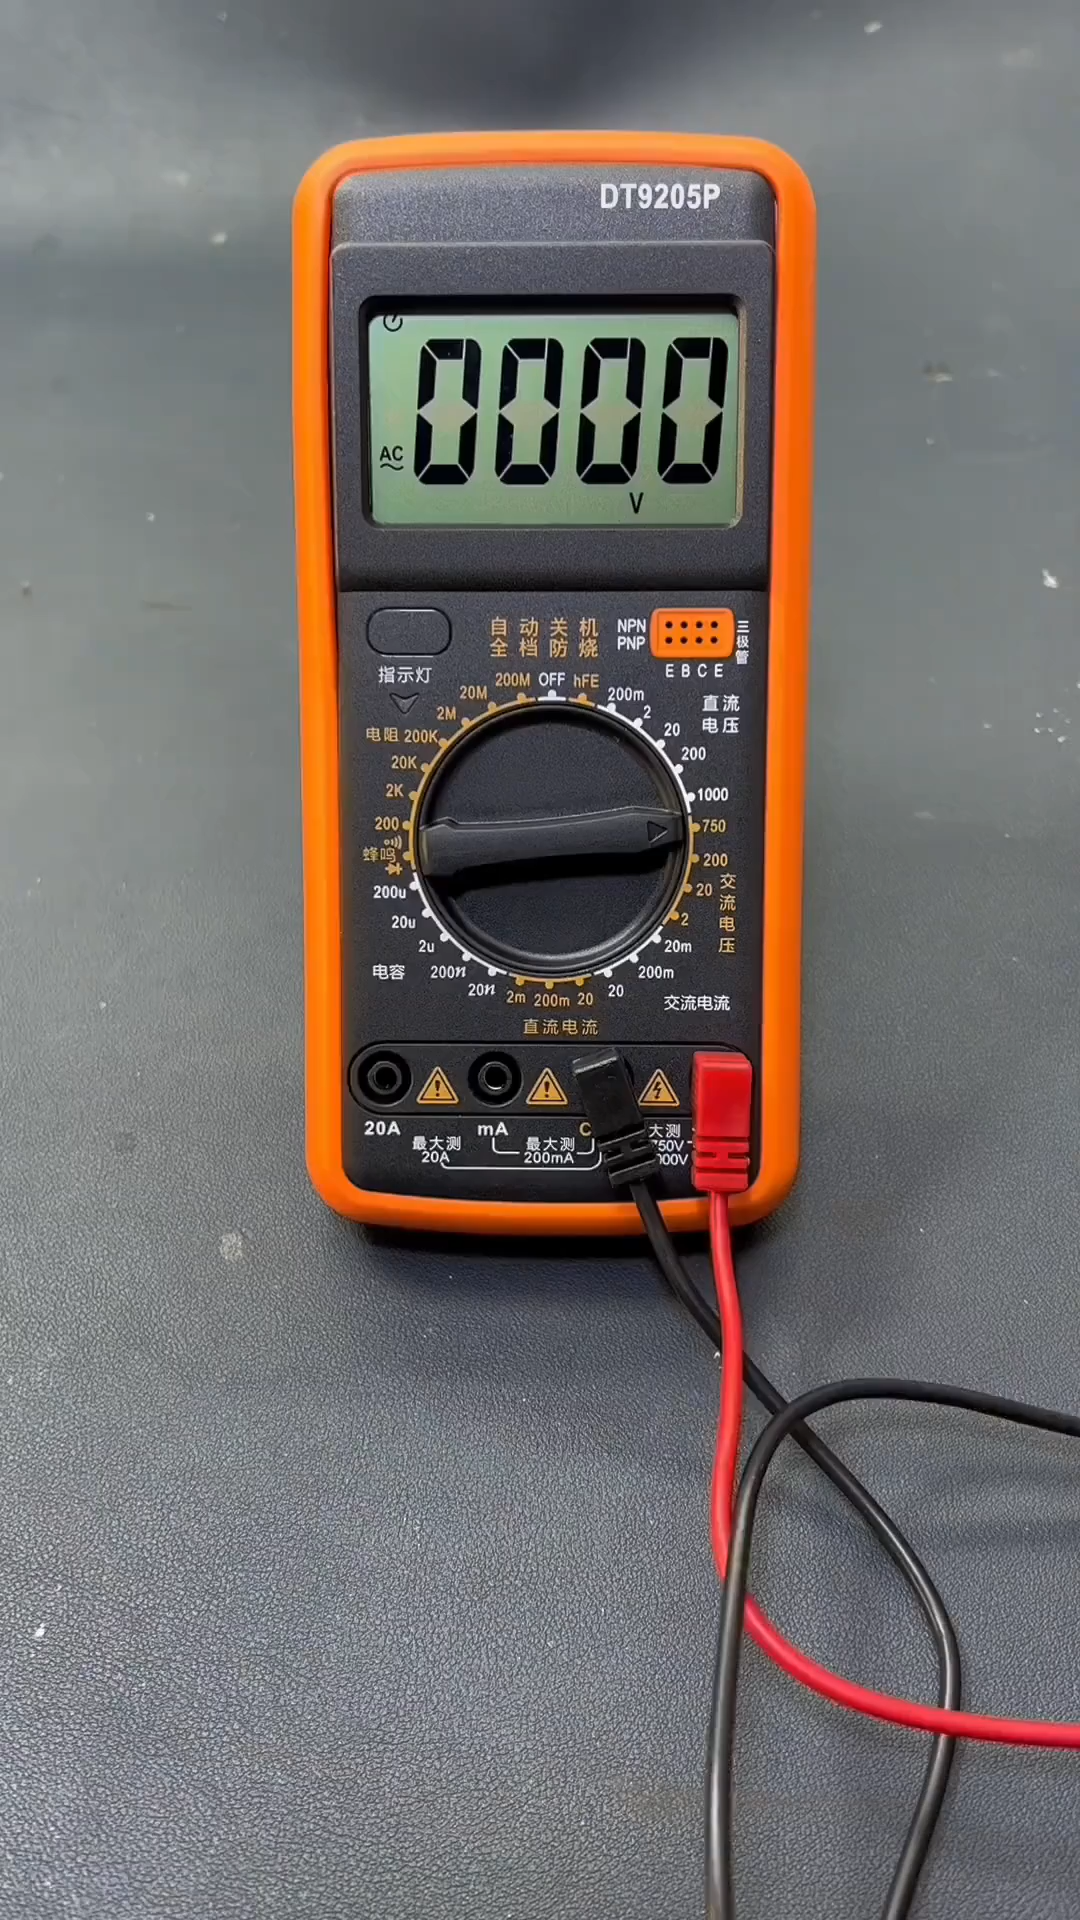 DT9205P
0000
AC
V
自动关机
全档防烧
NPN
PNP
三极管
E B C E
指示灯
200M
OFF
hFE
20M
200m
2M
2
直流
电压
电阻 200K
20
20K
200
2K
1000
200
750
蜂鸣
200
200u
20
交流电压
20u
2
2u
20m
电容
200n
200m
20n
2m
200m
20
20
交流电流
直流电流
20A
最大测
20A
mA
最大测
200mA
C
大测
50V
000V